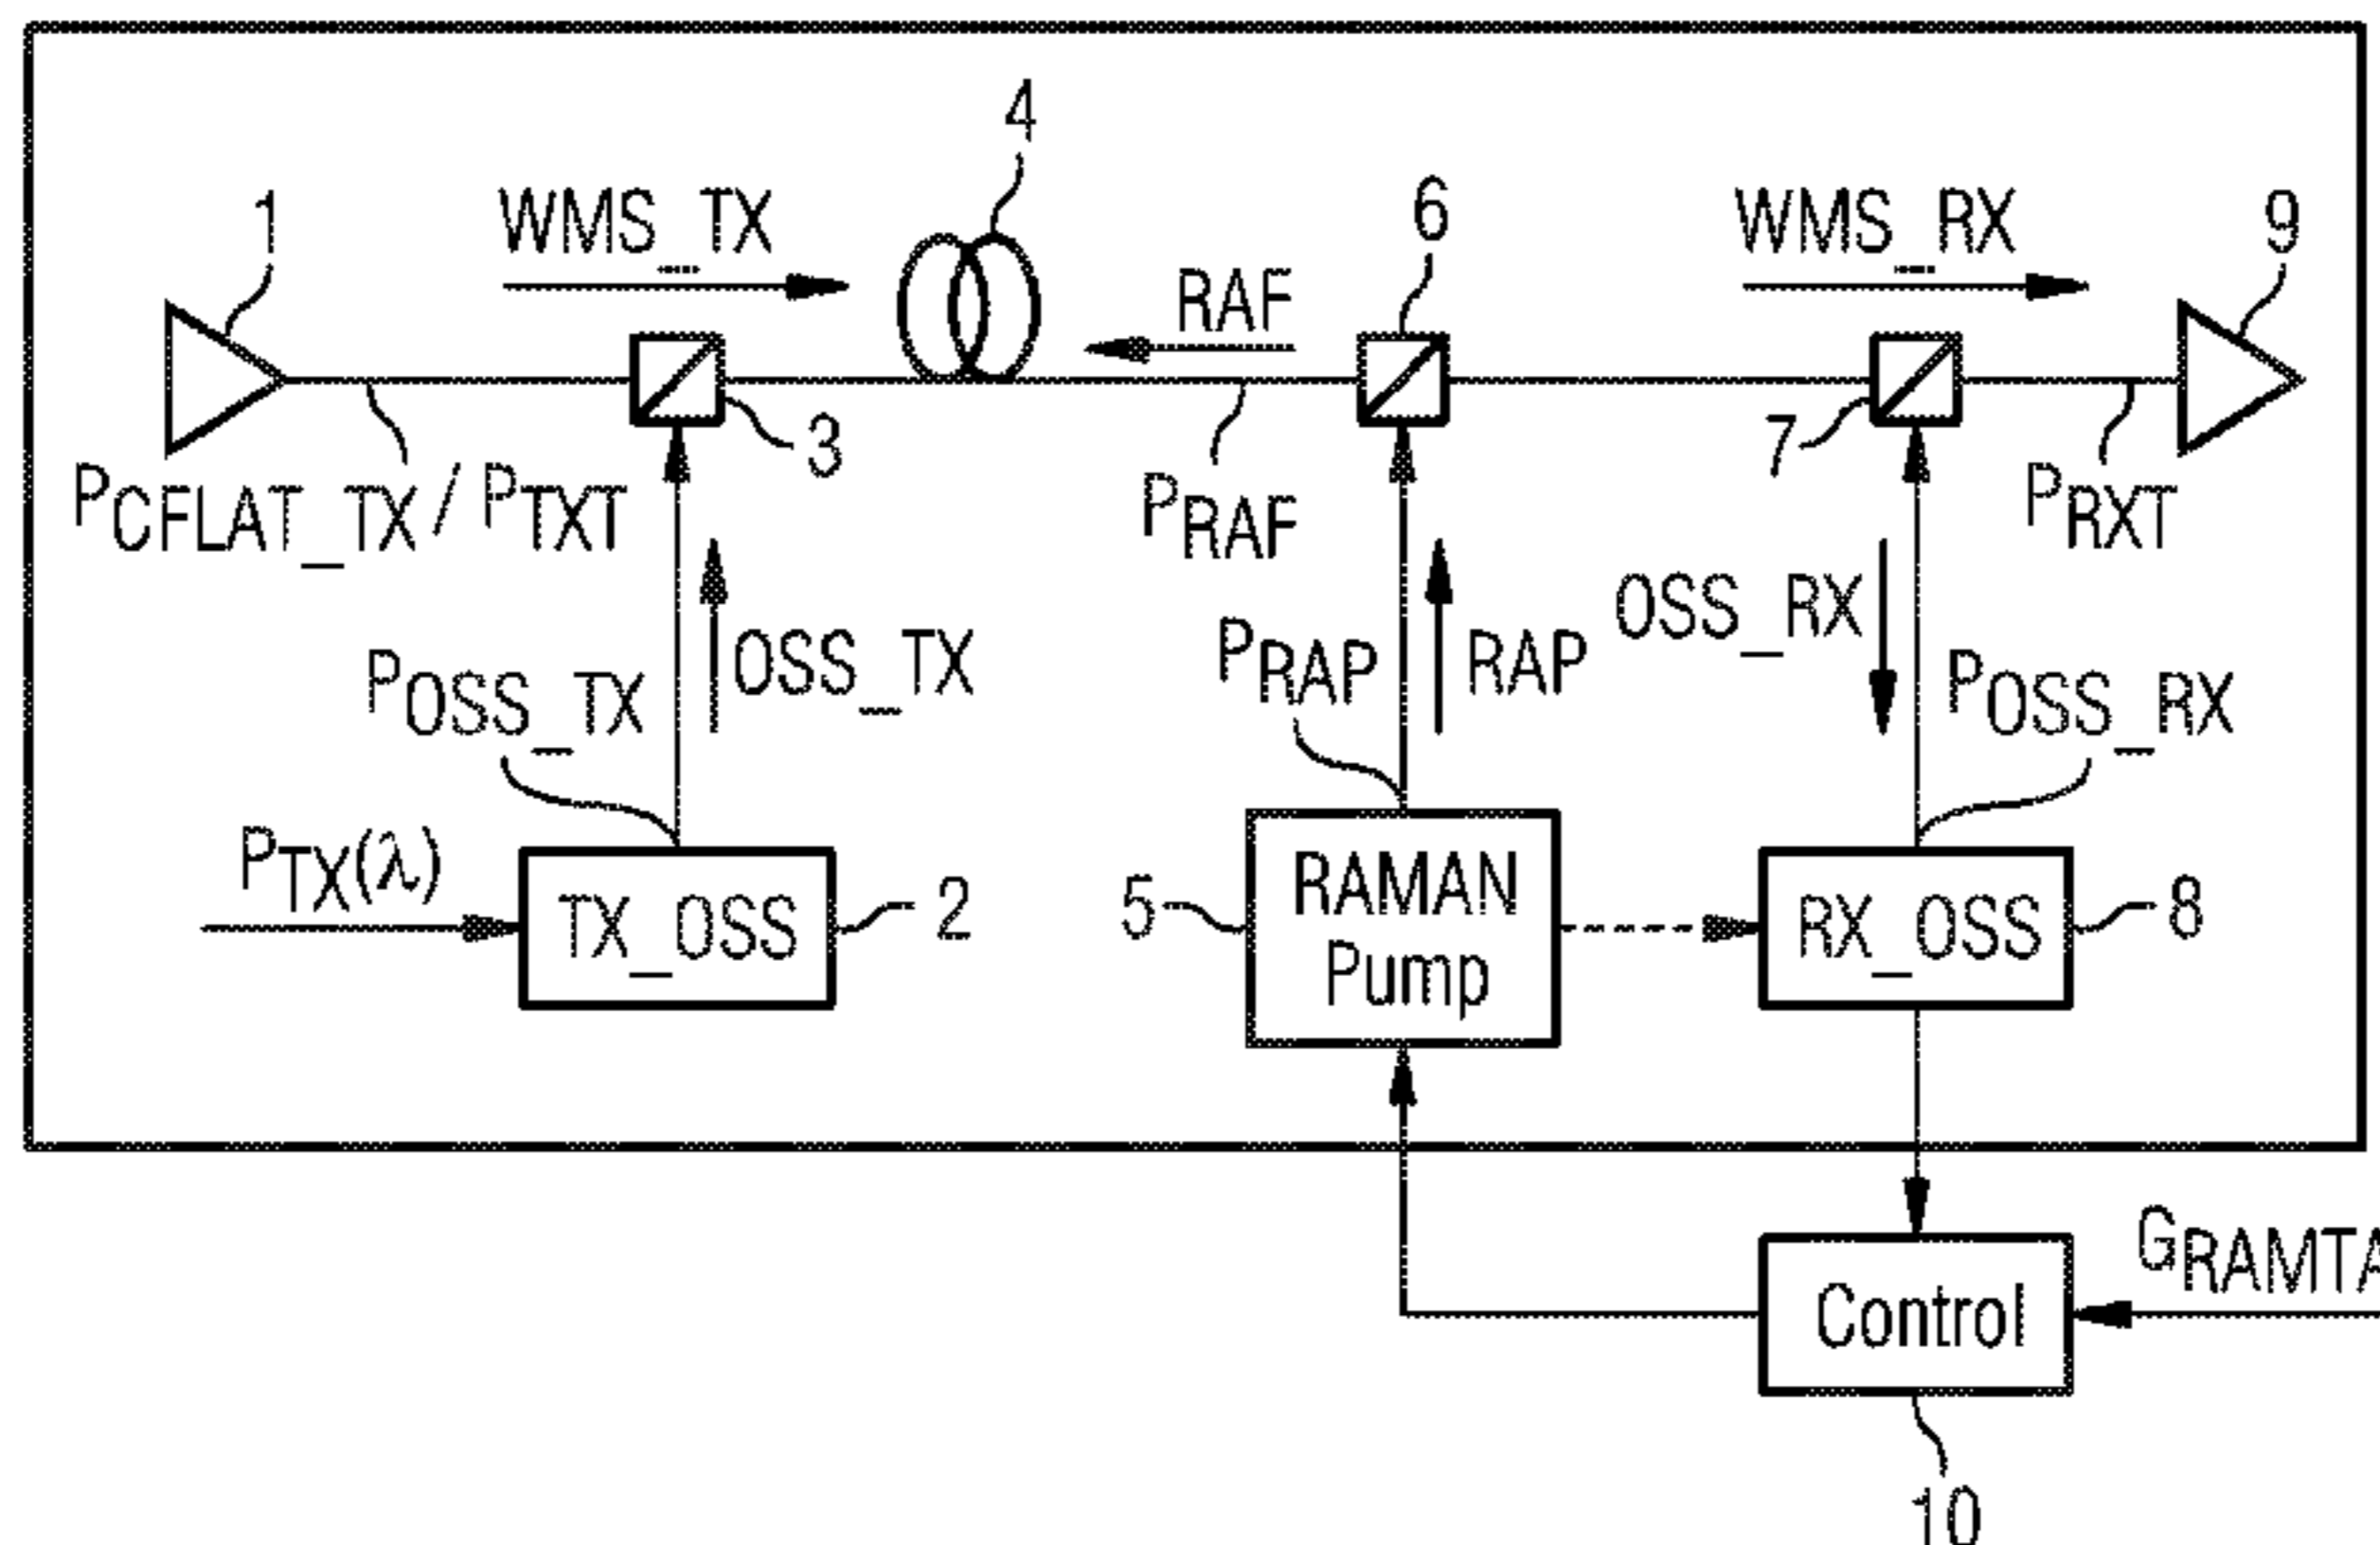 4
1
WMS_TX
6
WMS_RX
9
RAF
3
7
PCFLAT_TX / PTXT
PRAF
PRXT
OSS_TX
POSS_TX
PRAP
RAP
OSS_RX
POSS_RX
PTX(λ)
TX_OSS
2
5
RAMAN
Pump
RX_OSS
8
GRAMTA
Control
10